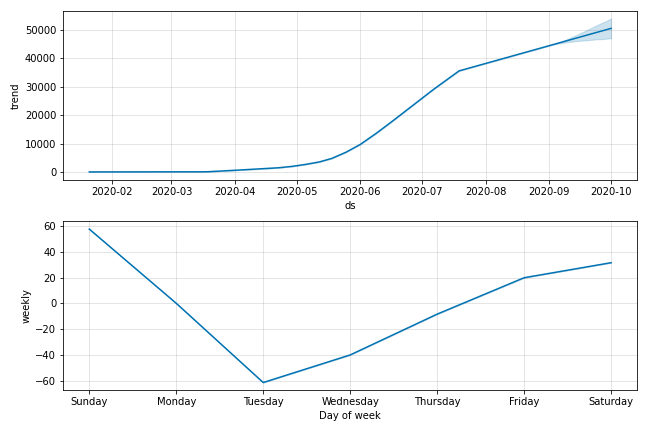 50000
40000
30000
20000
10000
0
trend
2020-02 2020-03 2020-04 2020-05 2020-06 2020-07 2020-08 2020-09 2020-10
ds
60
40
20
0
−20
−40
−60
weekly
Sunday Monday Tuesday Wednesday Thursday Friday Saturday
Day of week